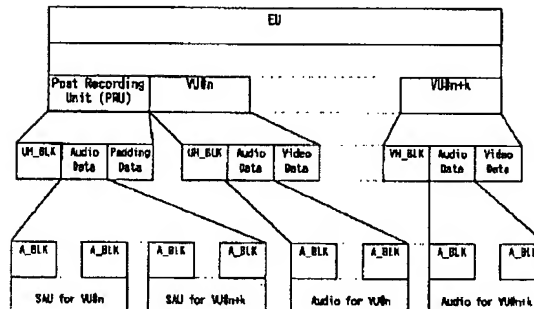 EU
Post Recording
Unit (PRU)
VU@n
VU@n+k
UH_BLK
Audio
Data
Padding
Data
UH_BLK
Audio
Data
Video
Data
VH_BLK
Audio
Data
Video
Data
A_BLK
A_BLK
A_BLK
A_BLK
A_BLK
A_BLK
A_BLK
A_BLK
SAU for VU@n
SAU for VU@n+k
Audio for VU@n
Audio for VU@n+k